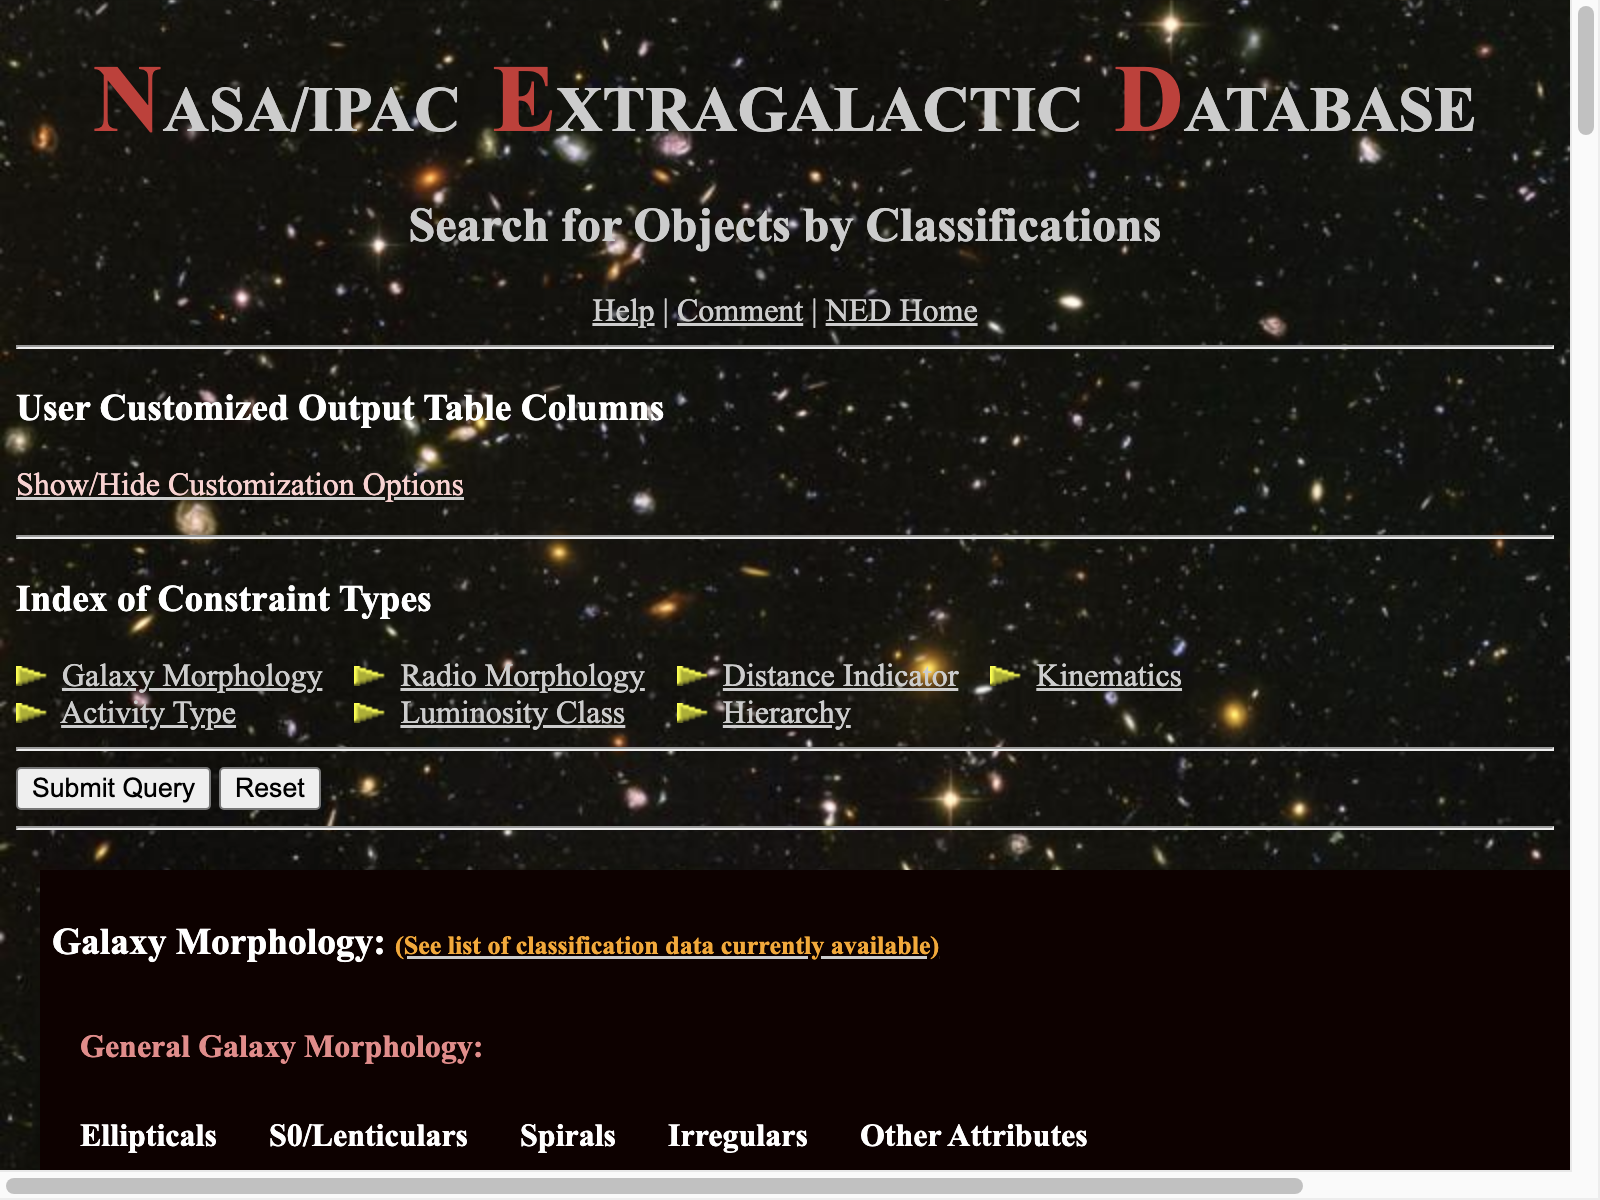 NASA/IPAC EXTRAGALACTIC DATABASE
Search for Objects by Classifications
Help | Comment | NED Home
User Customized Output Table Columns
Show/Hide Customization Options
Index of Constraint Types
Galaxy Morphology Radio Morphology Distance Indicator Kinematics
Activity Type Luminosity Class Hierarchy
Submit Query Reset
Galaxy Morphology: (See list of classification data currently available)
General Galaxy Morphology:
Ellipticals S0/Lenticulars Spirals Irregulars Other Attributes